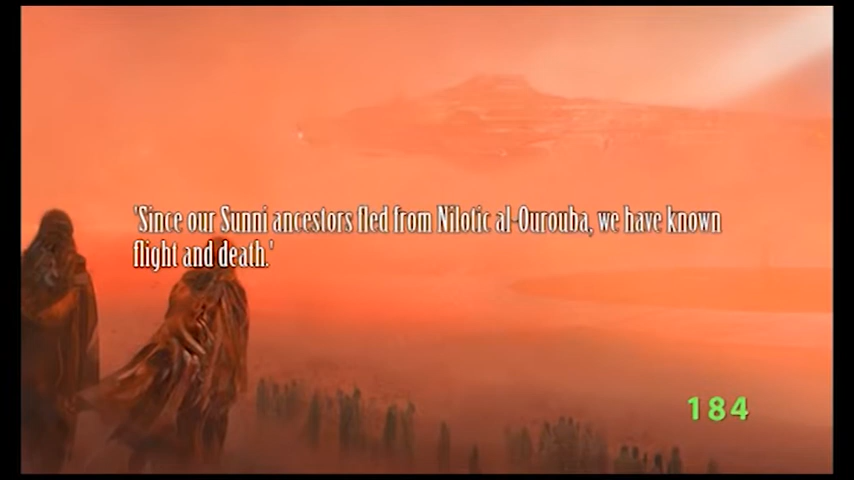 'Since our Sunni ancestors fled from Nilotic al-Ourouba, we have known
flight and death.'
184